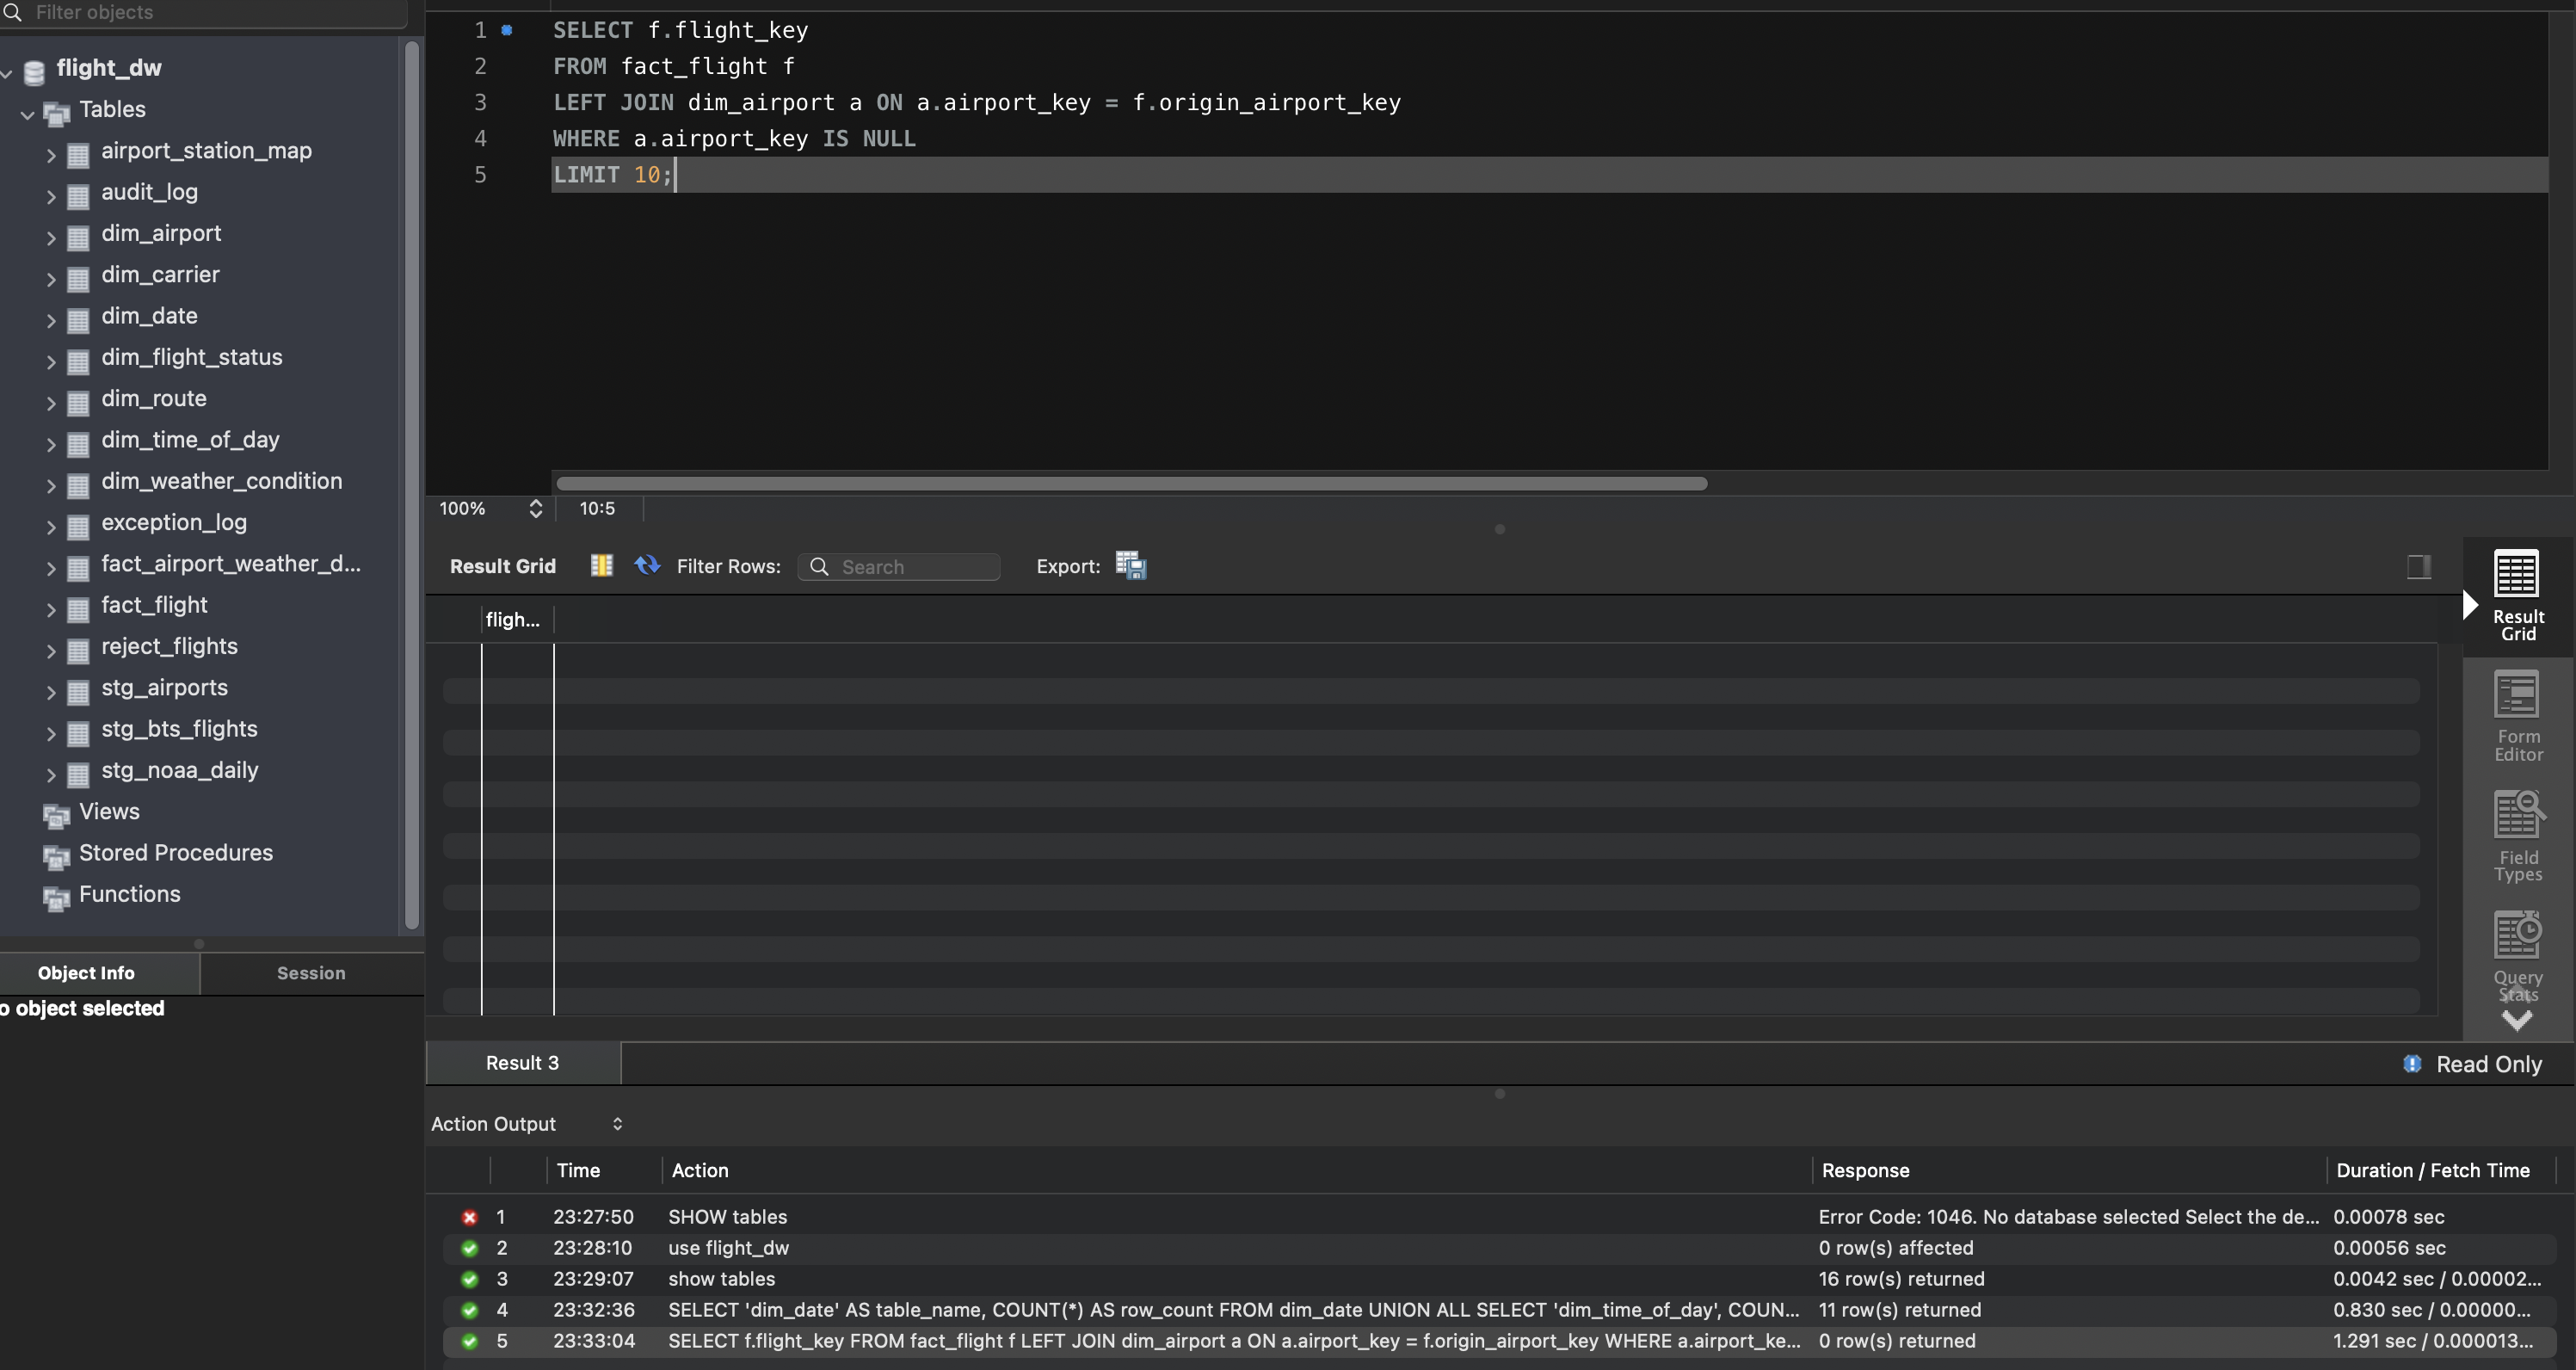 Filter objects
flight_dw
Tables
airport_station_map
audit_log
dim_airport
dim_carrier
dim_date
dim_flight_status
dim_route
dim_time_of_day
dim_weather_condition
exception_log
fact_airport_weather_d...
fact_flight
reject_flights
stg_airports
stg_bts_flights
stg_noaa_daily
Views
Stored Procedures
Functions
Object Info Session
o object selected
1 SELECT f.flight_key
2 FROM fact_flight f
3 LEFT JOIN dim_airport a ON a.airport_key = f.origin_airport_key
4 WHERE a.airport_key IS NULL
5 LIMIT 10;
100% 10:5
Result Grid Filter Rows: Search Export:
fligh...
Result
Grid
Form
Editor
Field
Types
Query
Stats
Result 3 Read Only
Action Output
Time Action Response Duration / Fetch Time
1 23:27:50 SHOW tables Error Code: 1046. No database selected Select the de... 0.00078 sec
2 23:28:10 use flight_dw 0 row(s) affected 0.00056 sec
3 23:29:07 show tables 16 row(s) returned 0.0042 sec / 0.00002...
4 23:32:36 SELECT 'dim_date' AS table_name, COUNT(*) AS row_count FROM dim_date UNION ALL SELECT 'dim_time_of_day', COUN... 11 row(s) returned 0.830 sec / 0.00000...
5 23:33:04 SELECT f.flight_key FROM fact_flight f LEFT JOIN dim_airport a ON a.airport_key = f.origin_airport_key WHERE a.airport_ke... 0 row(s) returned 1.291 sec / 0.000013...